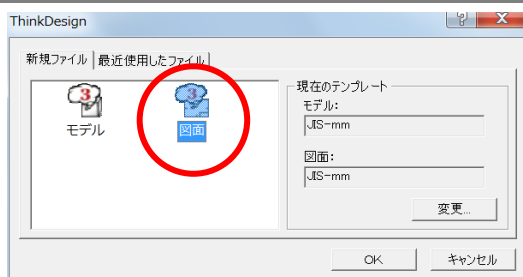 ThinkDesign
新規ファイル 最近使用したファイル
現在のテンプレート
モデル:
JIS-mm
図面:
JIS-mm
モデル 図面
変更...
OK キャンセル